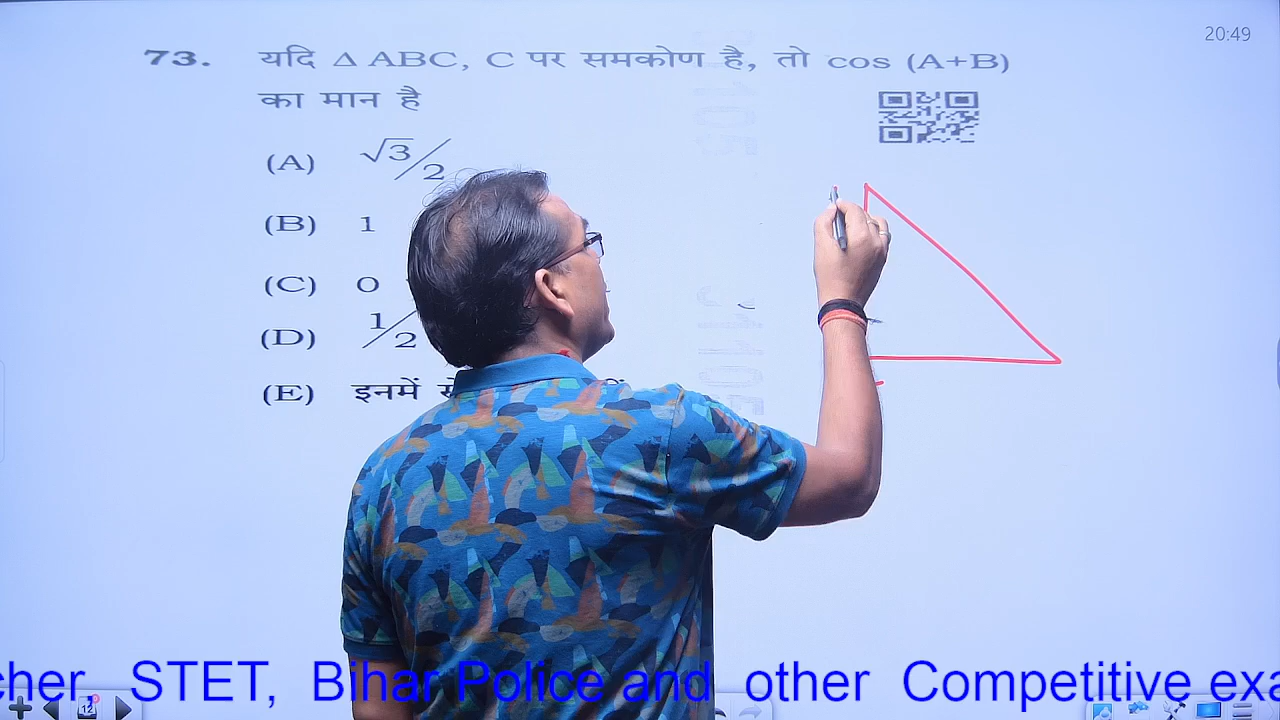 20:49
73. यदि Δ ABC, C पर समकोण है, तो cos (A+B)
का मान है
(A) √3/2
(B) 1
(C) 0
(D) 1/2
(E) इनमें
cher, STET, Bihar Police and other Competitive exa
12